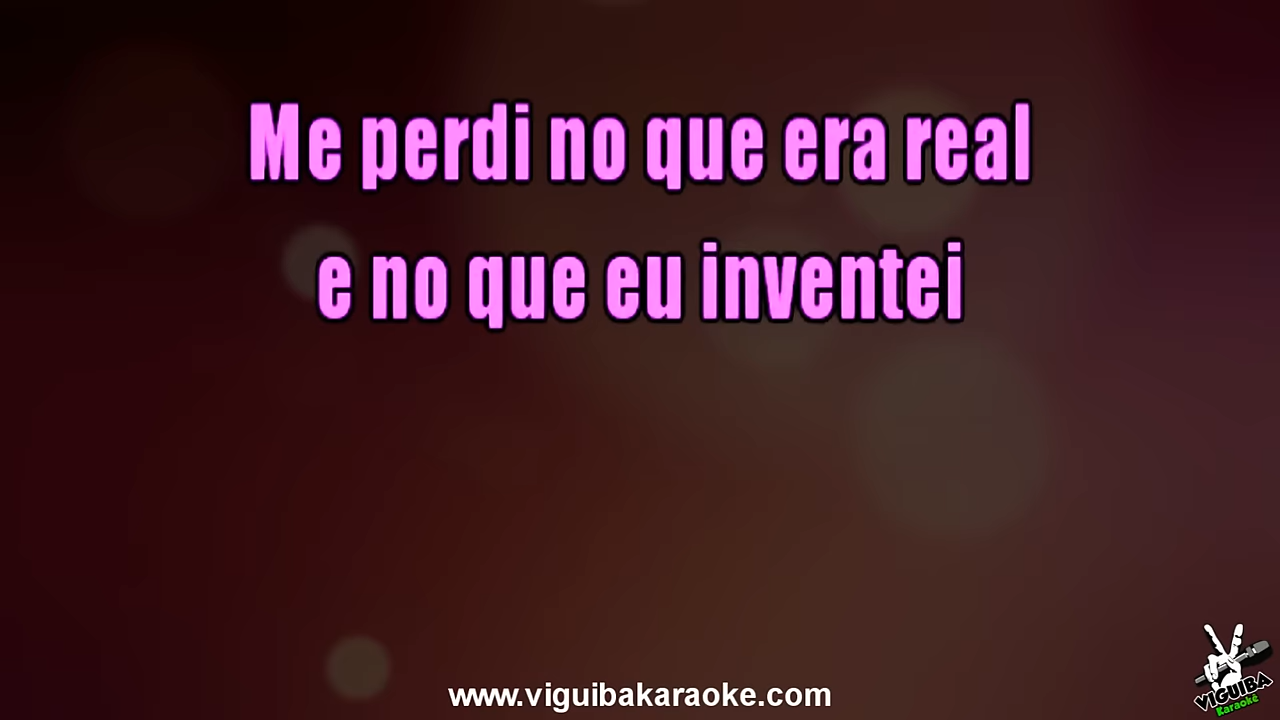 Me perdi no que era real
e no que eu inventei
www.viguibakaraoke.com
VIGUIBA
Karaokê